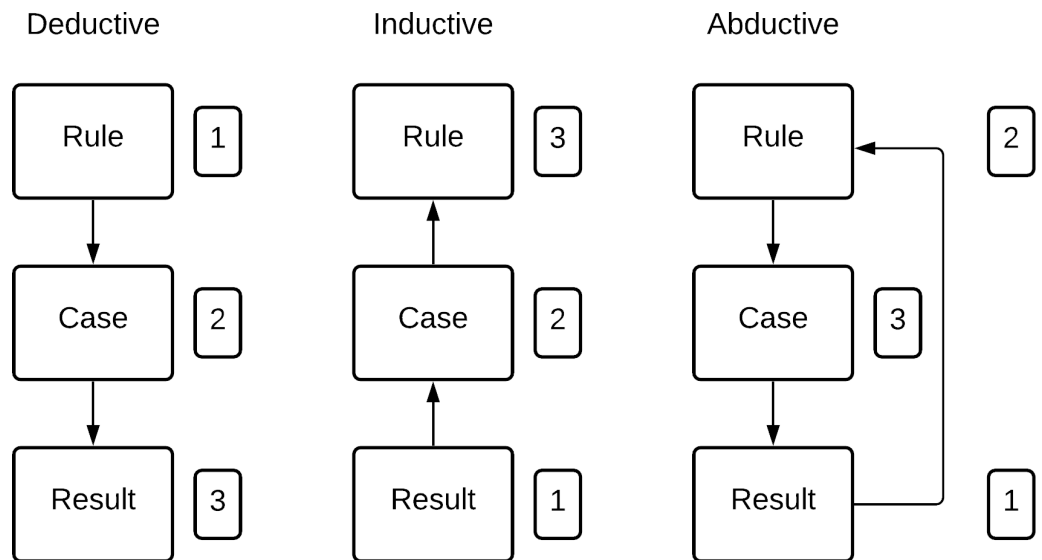 Deductive
Inductive
Abductive
Rule
1
Rule
3
Rule
2
Case
2
Case
2
Case
3
Result
3
Result
1
Result
1